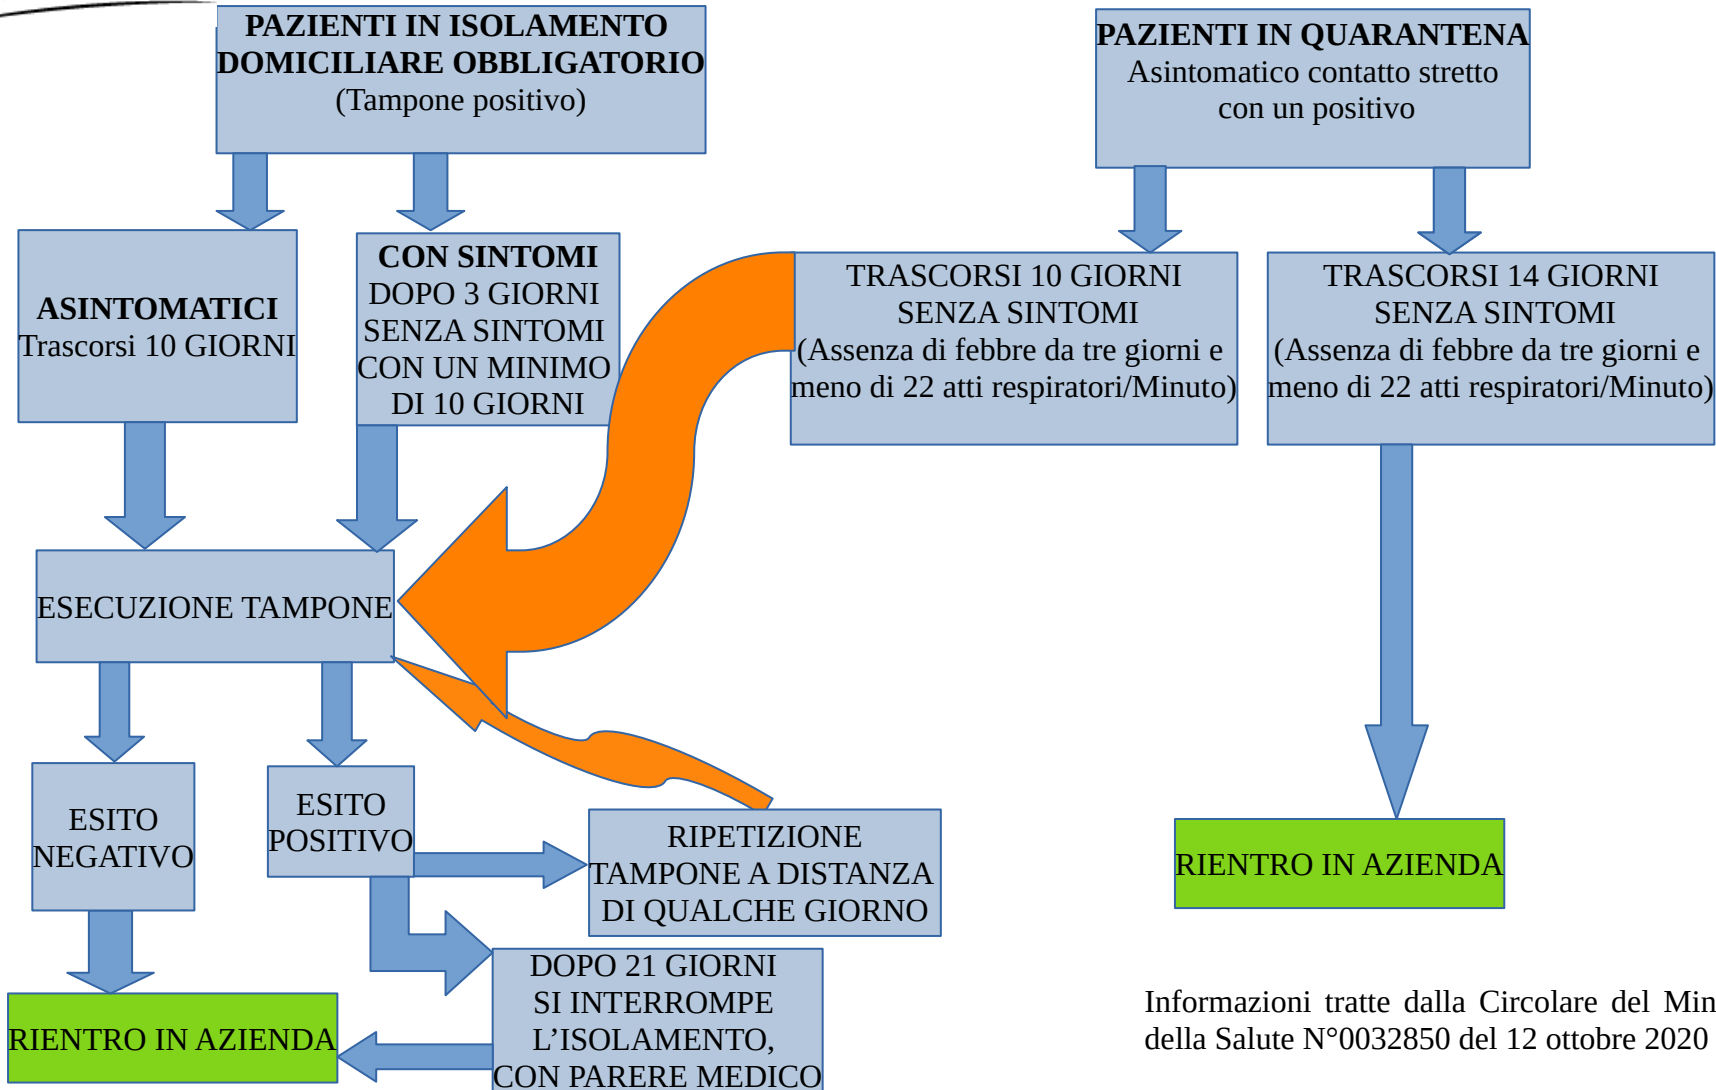 PAZIENTI IN ISOLAMENTO
DOMICILIARE OBBLIGATORIO
(Tampone positivo)
PAZIENTI IN QUARANTENA
Asintomatico contatto stretto
con un positivo
ASINTOMATICI
Trascorsi 10 GIORNI
CON SINTOMI
DOPO 3 GIORNI
SENZA SINTOMI
CON UN MINIMO
DI 10 GIORNI
TRASCORSI 10 GIORNI
SENZA SINTOMI
(Assenza di febbre da tre giorni e
meno di 22 atti respiratori/Minuto)
TRASCORSI 14 GIORNI
SENZA SINTOMI
(Assenza di febbre da tre giorni e
meno di 22 atti respiratori/Minuto)
ESECUZIONE TAMPONE
ESITO
NEGATIVO
ESITO
POSITIVO
RIPETIZIONE
TAMPONE A DISTANZA
DI QUALCHE GIORNO
RIENTRO IN AZIENDA
DOPO 21 GIORNI
SI INTERROMPE
L’ISOLAMENTO,
CON PARERE MEDICO
RIENTRO IN AZIENDA
Informazioni tratte dalla Circolare del Min
della Salute N°0032850 del 12 ottobre 2020